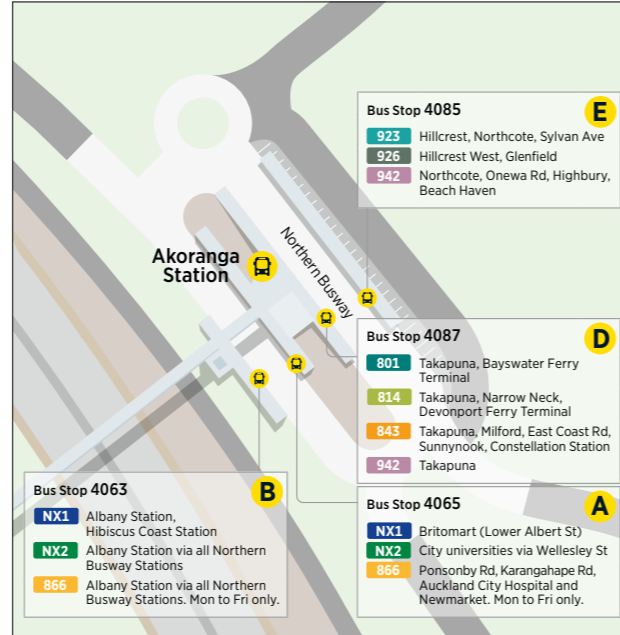 Bus Stop 4085
E
923 Hillcrest, Northcote, Sylvan Ave
926 Hillcrest West, Glenfield
942 Northcote, Onewa Rd, Highbury,
Beach Haven
Akoranga
Station
Northern Busway
Bus Stop 4087
D
801 Takapuna, Bayswater Ferry
Terminal
814 Takapuna, Narrow Neck,
Devonport Ferry Terminal
843 Takapuna, Milford, East Coast Rd,
Sunnynook, Constellation Station
942 Takapuna
Bus Stop 4063
B
NX1 Albany Station,
Hibiscus Coast Station
NX2 Albany Station via all Northern
Busway Stations
866 Albany Station via all Northern
Busway Stations. Mon to Fri only.
Bus Stop 4065
A
NX1 Britomart (Lower Albert St)
NX2 City universities via Wellesley St
866 Ponsonby Rd, Karangahape Rd,
Auckland City Hospital and
Newmarket. Mon to Fri only.